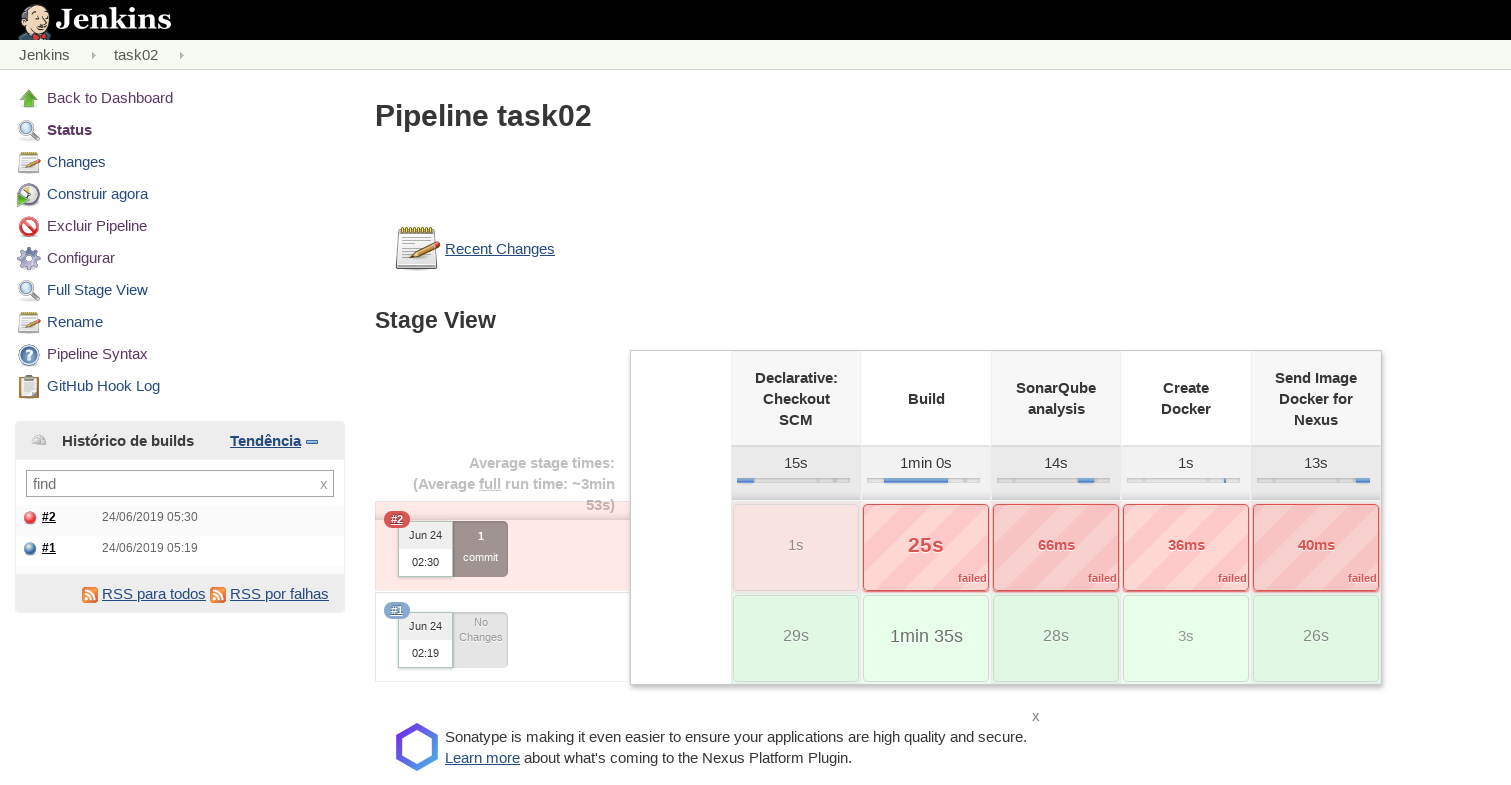 Jenkins
Jenkins
task02
Back to Dashboard
Status
Changes
Construir agora
Excluir Pipeline
Configurar
Full Stage View
Rename
Pipeline Syntax
GitHub Hook Log
Histórico de builds
Tendência
find
x
#2
24/06/2019 05:30
#1
24/06/2019 05:19
RSS para todos
RSS por falhas
Pipeline task02
Recent Changes
Stage View
Declarative:
Checkout
SCM
Build
SonarQube
analysis
Create
Docker
Send Image
Docker for
Nexus
Average stage times:
(Average full run time: ~3min
53s)
15s
1min 0s
14s
1s
13s
#2
Jun 24
02:30
1
commit
1s
25s
failed
66ms
failed
36ms
failed
40ms
failed
#1
Jun 24
02:19
No
Changes
29s
1min 35s
28s
3s
26s
x
Sonatype is making it even easier to ensure your applications are high quality and secure.
Learn more about what's coming to the Nexus Platform Plugin.